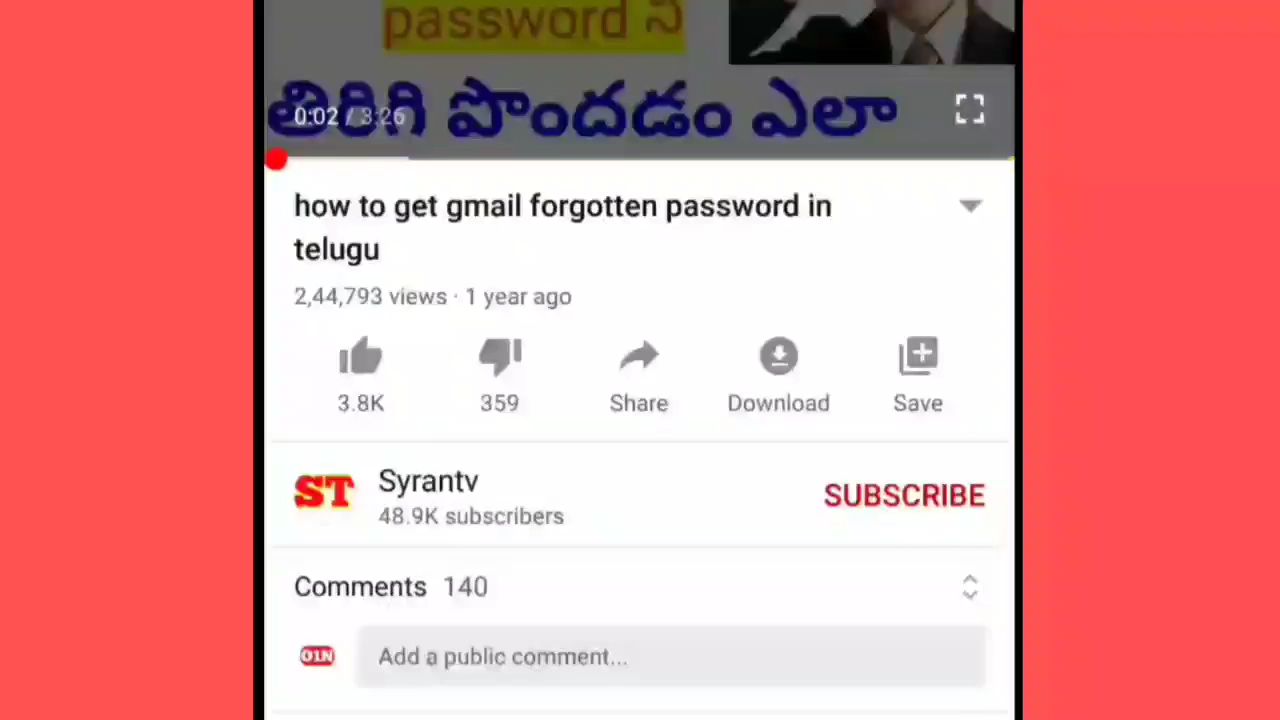 password ని
తిరిగి పొందడం ఎలా
0:02 / 3:26
how to get gmail forgotten password in
telugu
2,44,793 views · 1 year ago
3.8K
359
Share
Download
Save
ST
Syrantv
48.9K subscribers
SUBSCRIBE
Comments 140
01N
Add a public comment...